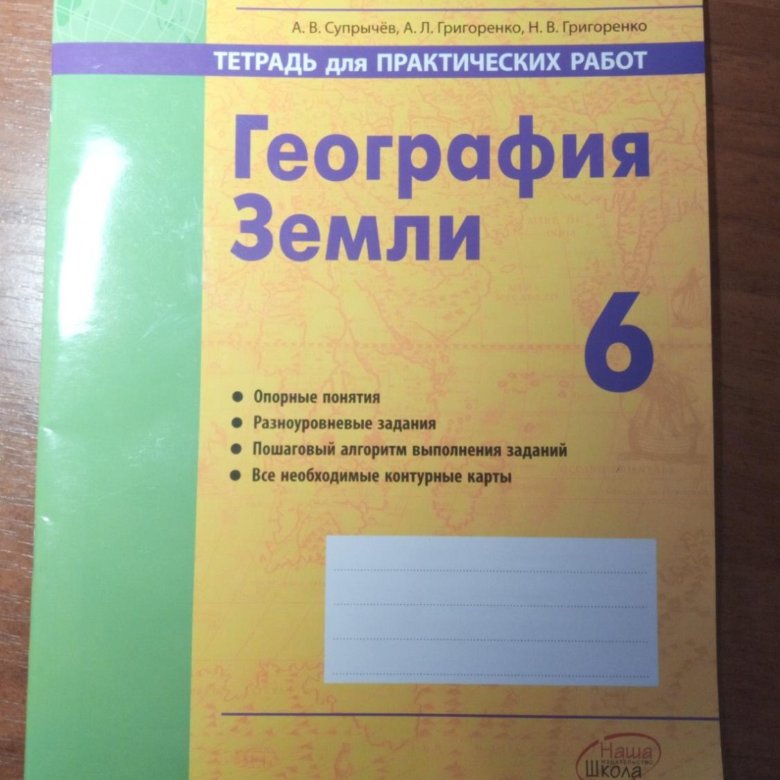 А. В. Супрычёв, А. Л. Григоренко, Н. В. Григоренко
ТЕТРАДЬ для ПРАКТИЧЕСКИХ РАБОТ
География
Земли
6
● Опорные понятия
● Разноуровневые задания
● Пошаговый алгоритм выполнения заданий
● Все необходимые контурные карты
Наша
ИЗДАТЕЛЬСТВО
Школа